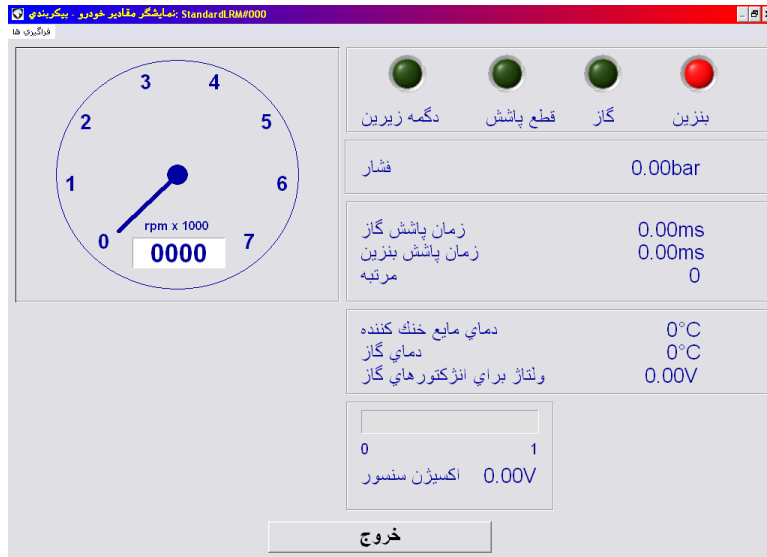 نمايشگر مقادير خودرو - پيكربندي: StandardLRM#000
فراگيري ها
0
1
2
3
4
5
6
7
rpm x 1000
0000
بنزين
گاز
قطع پاشش
دگمه زيرين
فشار 0.00bar
زمان پاشش گاز 0.00ms
زمان پاشش بنزين 0.00ms
مرتبه 0
دماي مايع خنك كننده 0°C
دماي گاز 0°C
ولتاژ براي انژكتورهاي گاز 0.00V
0 1
اكسيژن سنسور 0.00V
خروج